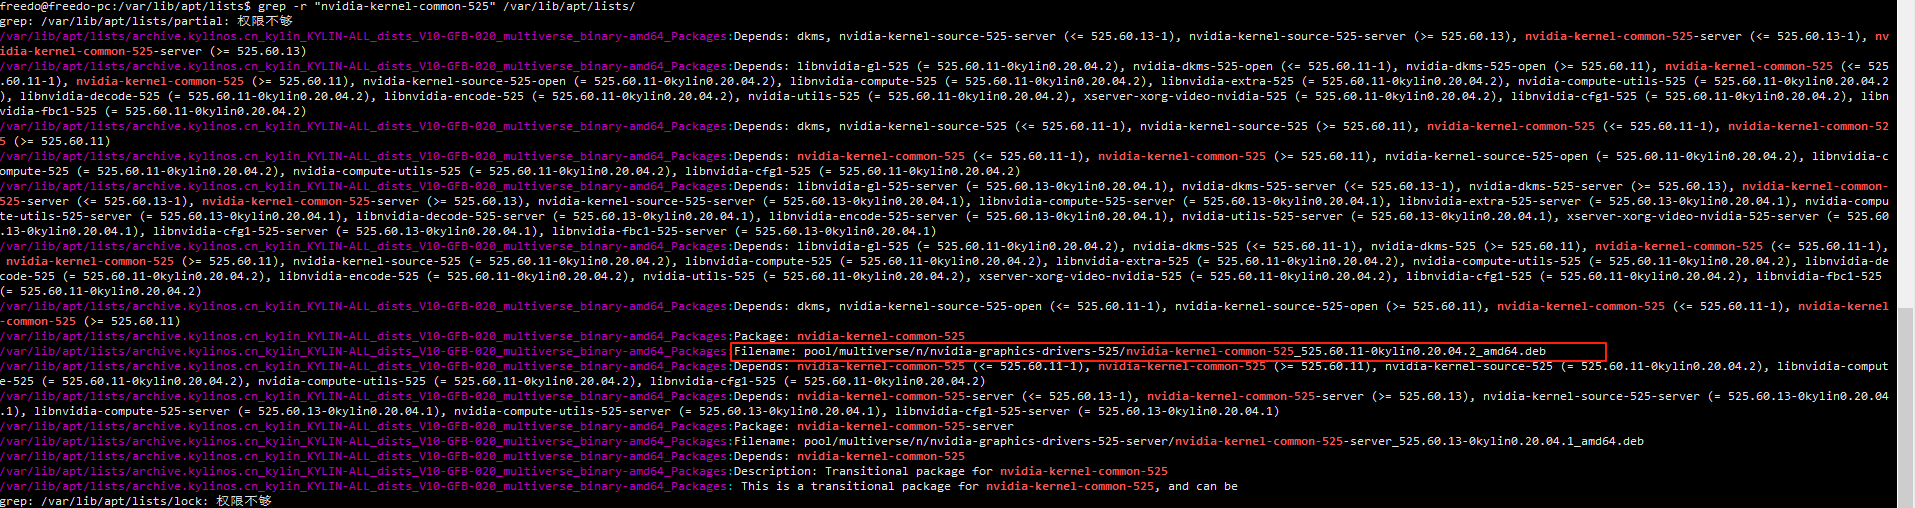 freedo@freedo-pc:/var/lib/apt/lists$ grep -r "nvidia-kernel-common-525" /var/lib/apt/lists/
grep: /var/lib/apt/lists/partial: 权限不够
/var/lib/apt/lists/archive.kylinos.cn_kylin_KYLIN-ALL_dists_V10-GFB-020_multiverse_binary-amd64_Packages:Depends: dkms, nvidia-kernel-source-525-server (<= 525.60.13-1), nvidia-kernel-source-525-server (>= 525.60.13), nvidia-kernel-common-525-server (<= 525.60.13-1), nv
idia-kernel-common-525-server (>= 525.60.13)
/var/lib/apt/lists/archive.kylinos.cn_kylin_KYLIN-ALL_dists_V10-GFB-020_multiverse_binary-amd64_Packages:Depends: libnvidia-gl-525 (= 525.60.11-0kylin0.20.04.2), nvidia-dkms-525-open (<= 525.60.11-1), nvidia-dkms-525-open (>= 525.60.11), nvidia-kernel-common-525 (<= 525
.60.11-1), nvidia-kernel-common-525 (>= 525.60.11), nvidia-kernel-source-525-open (= 525.60.11-0kylin0.20.04.2), libnvidia-compute-525 (= 525.60.11-0kylin0.20.04.2), libnvidia-extra-525 (= 525.60.11-0kylin0.20.04.2), nvidia-compute-utils-525 (= 525.60.11-0kylin0.20.04.2
), libnvidia-decode-525 (= 525.60.11-0kylin0.20.04.2), libnvidia-encode-525 (= 525.60.11-0kylin0.20.04.2), nvidia-utils-525 (= 525.60.11-0kylin0.20.04.2), xserver-xorg-video-nvidia-525 (= 525.60.11-0kylin0.20.04.2), libnvidia-cfg1-525 (= 525.60.11-0kylin0.20.04.2), libn
vidia-fbc1-525 (= 525.60.11-0kylin0.20.04.2)
/var/lib/apt/lists/archive.kylinos.cn_kylin_KYLIN-ALL_dists_V10-GFB-020_multiverse_binary-amd64_Packages:Depends: dkms, nvidia-kernel-source-525 (<= 525.60.11-1), nvidia-kernel-source-525 (>= 525.60.11), nvidia-kernel-common-525 (<= 525.60.11-1), nvidia-kernel-common-52
5 (>= 525.60.11)
/var/lib/apt/lists/archive.kylinos.cn_kylin_KYLIN-ALL_dists_V10-GFB-020_multiverse_binary-amd64_Packages:Depends: nvidia-kernel-common-525 (<= 525.60.11-1), nvidia-kernel-common-525 (>= 525.60.11), nvidia-kernel-source-525-open (= 525.60.11-0kylin0.20.04.2), libnvidia-c
ompute-525 (= 525.60.11-0kylin0.20.04.2), nvidia-compute-utils-525 (= 525.60.11-0kylin0.20.04.2), libnvidia-cfg1-525 (= 525.60.11-0kylin0.20.04.2)
/var/lib/apt/lists/archive.kylinos.cn_kylin_KYLIN-ALL_dists_V10-GFB-020_multiverse_binary-amd64_Packages:Depends: libnvidia-gl-525-server (= 525.60.13-0kylin0.20.04.1), nvidia-dkms-525-server (<= 525.60.13-1), nvidia-dkms-525-server (>= 525.60.13), nvidia-kernel-common-
525-server (<= 525.60.13-1), nvidia-kernel-common-525-server (>= 525.60.13), nvidia-kernel-source-525-server (= 525.60.13-0kylin0.20.04.1), libnvidia-compute-525-server (= 525.60.13-0kylin0.20.04.1), libnvidia-extra-525-server (= 525.60.13-0kylin0.20.04.1), nvidia-compu
te-utils-525-server (= 525.60.13-0kylin0.20.04.1), libnvidia-decode-525-server (= 525.60.13-0kylin0.20.04.1), libnvidia-encode-525-server (= 525.60.13-0kylin0.20.04.1), nvidia-utils-525-server (= 525.60.13-0kylin0.20.04.1), xserver-xorg-video-nvidia-525-server (= 525.60
.13-0kylin0.20.04.1), libnvidia-cfg1-525-server (= 525.60.13-0kylin0.20.04.1), libnvidia-fbc1-525-server (= 525.60.13-0kylin0.20.04.1)
/var/lib/apt/lists/archive.kylinos.cn_kylin_KYLIN-ALL_dists_V10-GFB-020_multiverse_binary-amd64_Packages:Depends: libnvidia-gl-525 (= 525.60.11-0kylin0.20.04.2), nvidia-dkms-525 (<= 525.60.11-1), nvidia-dkms-525 (>= 525.60.11), nvidia-kernel-common-525 (<= 525.60.11-1),
 nvidia-kernel-common-525 (>= 525.60.11), nvidia-kernel-source-525 (= 525.60.11-0kylin0.20.04.2), libnvidia-compute-525 (= 525.60.11-0kylin0.20.04.2), libnvidia-extra-525 (= 525.60.11-0kylin0.20.04.2), nvidia-compute-utils-525 (= 525.60.11-0kylin0.20.04.2), libnvidia-de
code-525 (= 525.60.11-0kylin0.20.04.2), libnvidia-encode-525 (= 525.60.11-0kylin0.20.04.2), nvidia-utils-525 (= 525.60.11-0kylin0.20.04.2), xserver-xorg-video-nvidia-525 (= 525.60.11-0kylin0.20.04.2), libnvidia-cfg1-525 (= 525.60.11-0kylin0.20.04.2), libnvidia-fbc1-525
(= 525.60.11-0kylin0.20.04.2)
/var/lib/apt/lists/archive.kylinos.cn_kylin_KYLIN-ALL_dists_V10-GFB-020_multiverse_binary-amd64_Packages:Depends: dkms, nvidia-kernel-source-525-open (<= 525.60.11-1), nvidia-kernel-source-525-open (>= 525.60.11), nvidia-kernel-common-525 (<= 525.60.11-1), nvidia-kernel
-common-525 (>= 525.60.11)
/var/lib/apt/lists/archive.kylinos.cn_kylin_KYLIN-ALL_dists_V10-GFB-020_multiverse_binary-amd64_Packages:Package: nvidia-kernel-common-525
/var/lib/apt/lists/archive.kylinos.cn_kylin_KYLIN-ALL_dists_V10-GFB-020_multiverse_binary-amd64_Packages:Filename: pool/multiverse/n/nvidia-graphics-drivers-525/nvidia-kernel-common-525_525.60.11-0kylin0.20.04.2_amd64.deb
/var/lib/apt/lists/archive.kylinos.cn_kylin_KYLIN-ALL_dists_V10-GFB-020_multiverse_binary-amd64_Packages:Depends: nvidia-kernel-common-525 (<= 525.60.11-1), nvidia-kernel-common-525 (>= 525.60.11), nvidia-kernel-source-525 (= 525.60.11-0kylin0.20.04.2), libnvidia-comput
e-525 (= 525.60.11-0kylin0.20.04.2), nvidia-compute-utils-525 (= 525.60.11-0kylin0.20.04.2), libnvidia-cfg1-525 (= 525.60.11-0kylin0.20.04.2)
/var/lib/apt/lists/archive.kylinos.cn_kylin_KYLIN-ALL_dists_V10-GFB-020_multiverse_binary-amd64_Packages:Depends: nvidia-kernel-common-525-server (<= 525.60.13-1), nvidia-kernel-common-525-server (>= 525.60.13), nvidia-kernel-source-525-server (= 525.60.13-0kylin0.20.04
.1), libnvidia-compute-525-server (= 525.60.13-0kylin0.20.04.1), nvidia-compute-utils-525-server (= 525.60.13-0kylin0.20.04.1), libnvidia-cfg1-525-server (= 525.60.13-0kylin0.20.04.1)
/var/lib/apt/lists/archive.kylinos.cn_kylin_KYLIN-ALL_dists_V10-GFB-020_multiverse_binary-amd64_Packages:Package: nvidia-kernel-common-525-server
/var/lib/apt/lists/archive.kylinos.cn_kylin_KYLIN-ALL_dists_V10-GFB-020_multiverse_binary-amd64_Packages:Filename: pool/multiverse/n/nvidia-graphics-drivers-525-server/nvidia-kernel-common-525-server_525.60.13-0kylin0.20.04.1_amd64.deb
/var/lib/apt/lists/archive.kylinos.cn_kylin_KYLIN-ALL_dists_V10-GFB-020_multiverse_binary-amd64_Packages:Depends: nvidia-kernel-common-525
/var/lib/apt/lists/archive.kylinos.cn_kylin_KYLIN-ALL_dists_V10-GFB-020_multiverse_binary-amd64_Packages:Description: Transitional package for nvidia-kernel-common-525
/var/lib/apt/lists/archive.kylinos.cn_kylin_KYLIN-ALL_dists_V10-GFB-020_multiverse_binary-amd64_Packages: This is a transitional package for nvidia-kernel-common-525, and can be
grep: /var/lib/apt/lists/lock: 权限不够